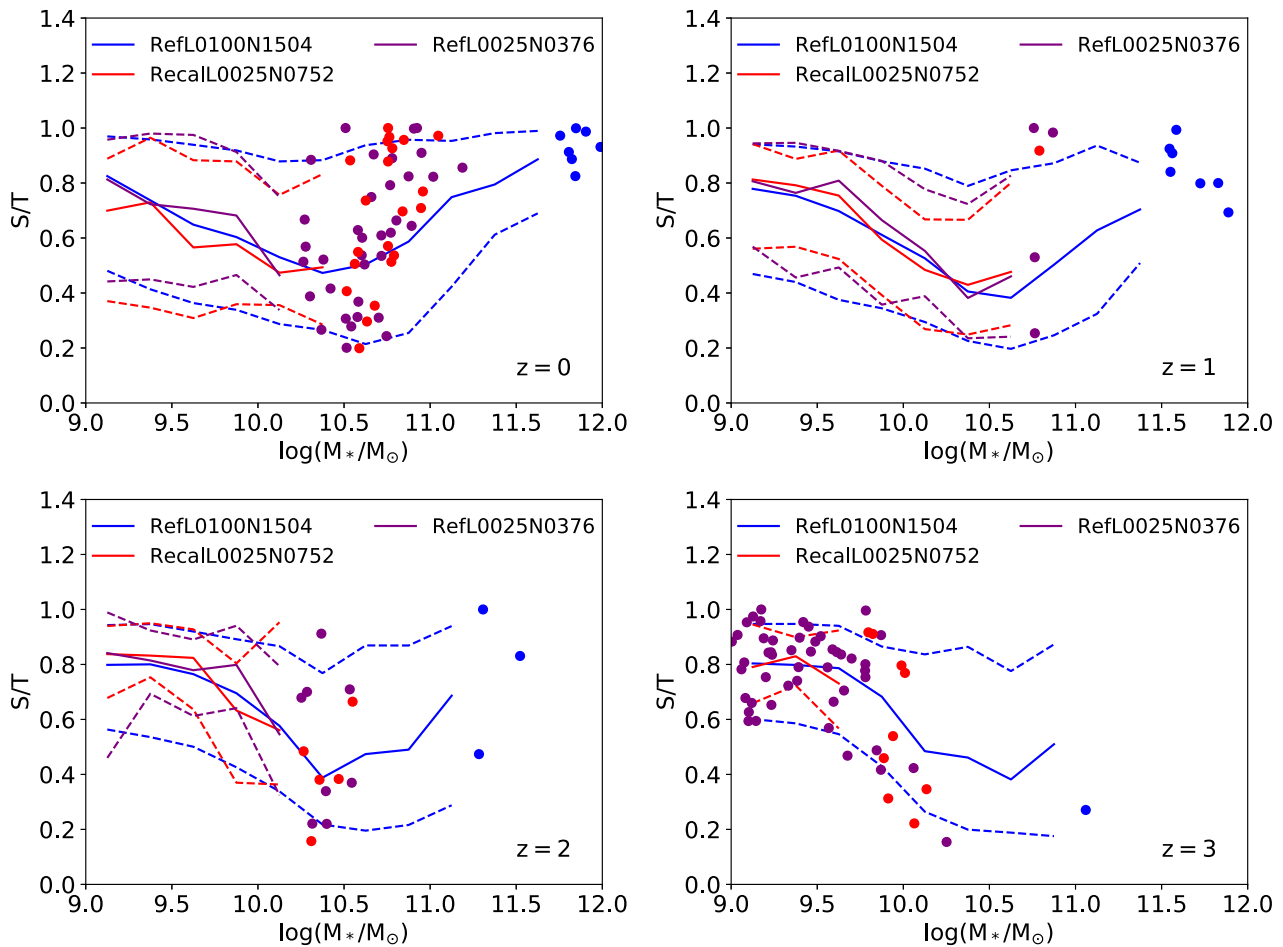 1.4
1.2
1.0
0.8
0.6
0.4
0.2
0.0
S/T
RefL0100N1504
RecalL0025N0752
RefL0025N0376
z = 0
9.0 9.5 10.0 10.5 11.0 11.5 12.0
log(M*/M⊙)
1.4
1.2
1.0
0.8
0.6
0.4
0.2
0.0
S/T
RefL0100N1504
RecalL0025N0752
RefL0025N0376
z = 1
9.0 9.5 10.0 10.5 11.0 11.5 12.0
log(M*/M⊙)
1.4
1.2
1.0
0.8
0.6
0.4
0.2
0.0
S/T
RefL0100N1504
RecalL0025N0752
RefL0025N0376
z = 2
9.0 9.5 10.0 10.5 11.0 11.5 12.0
log(M*/M⊙)
1.4
1.2
1.0
0.8
0.6
0.4
0.2
0.0
S/T
RefL0100N1504
RecalL0025N0752
RefL0025N0376
z = 3
9.0 9.5 10.0 10.5 11.0 11.5 12.0
log(M*/M⊙)